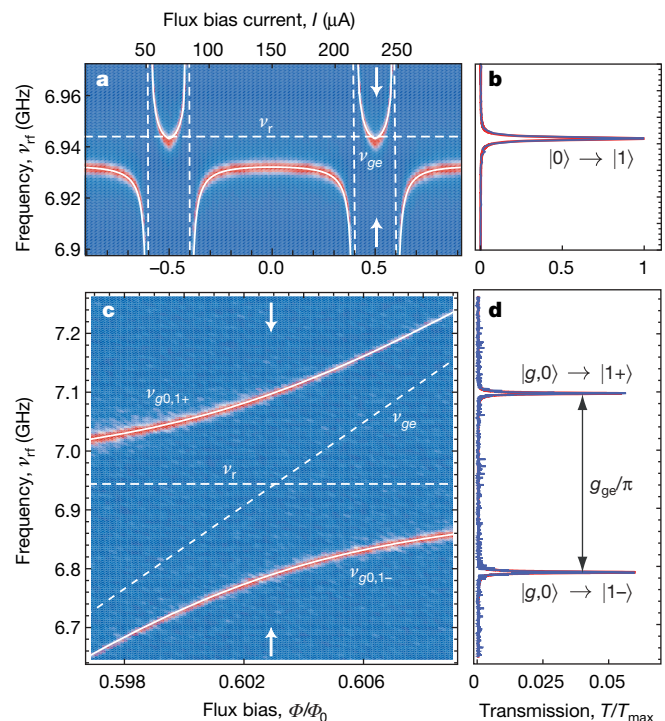 Flux bias current, I (μA)
50 100 150 200 250
a
Frequency, ν_rf (GHz)
6.96
6.94
6.92
6.9
ν_r
ν_ge
−0.5 0.0 0.5
b
|0⟩ → |1⟩
0 0.5 1
c
Frequency, ν_rf (GHz)
7.2
7.1
7.0
6.9
6.8
6.7
ν_g0,1+
ν_ge
ν_r
ν_g0,1−
0.598 0.602 0.606
Flux bias, Φ/Φ₀
d
|g,0⟩ → |1+⟩
g_ge/π
|g,0⟩ → |1−⟩
0 0.025 0.05
Transmission, T/T_max